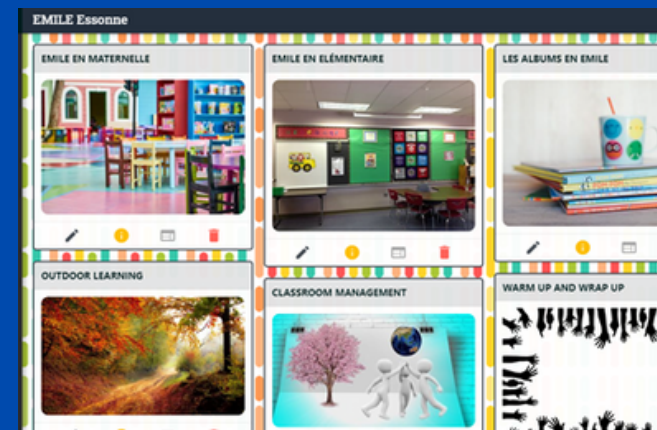 EMILE Essonne
EMILE EN MATERNELLE
EMILE EN ELÉMENTAIRE
LES ALBUMS EN EMILE
OUTDOOR LEARNING
CLASSROOM MANAGEMENT
WARM UP AND WRAP UP